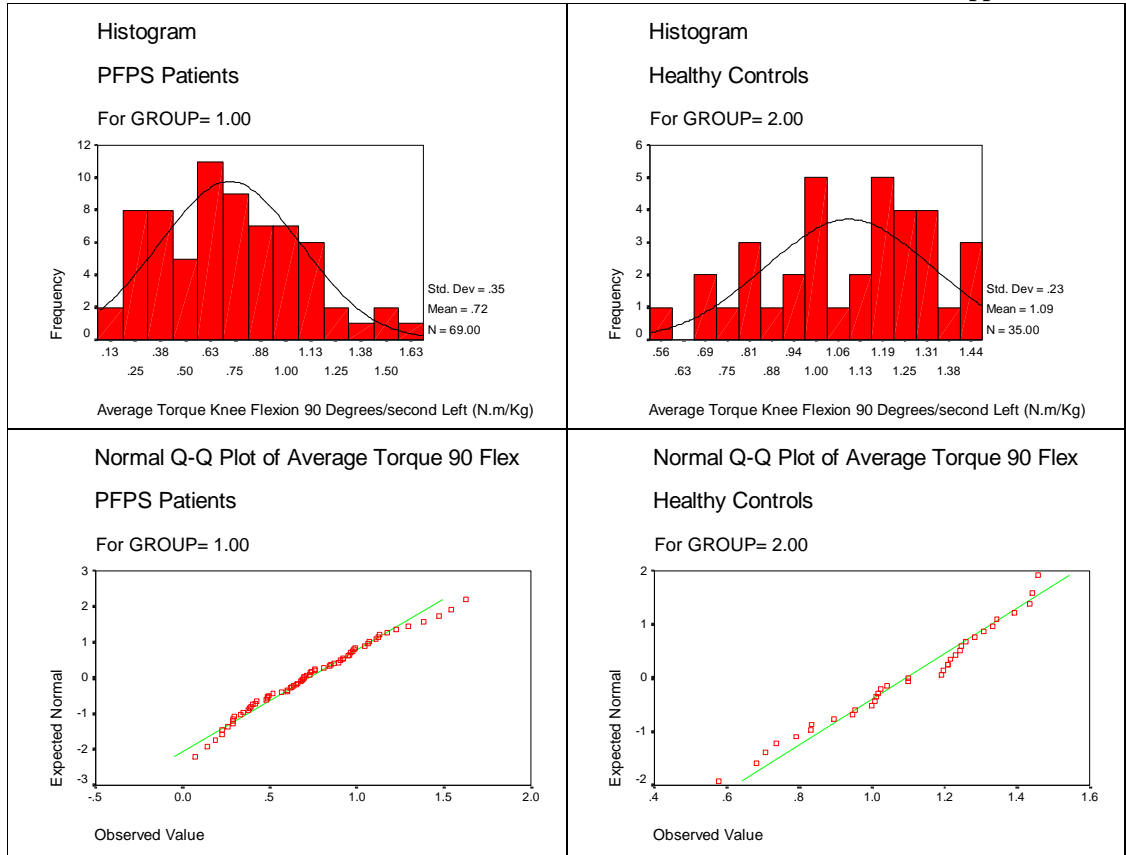 Histogram
PFPS Patients
For GROUP= 1.00
12
10
8
6
4
2
0
Frequency
Std. Dev = .35
Mean = .72
N = 69.00
.13 .38 .63 .88 1.13 1.38 1.63
.25 .50 .75 1.00 1.25 1.50
Average Torque Knee Flexion 90 Degrees/second Left (N.m/Kg)
Histogram
Healthy Controls
For GROUP= 2.00
6
5
4
3
2
1
0
Frequency
Std. Dev = .23
Mean = 1.09
N = 35.00
.56 .69 .81 .94 1.06 1.19 1.31 1.44
.63 .75 .88 1.00 1.13 1.25 1.38
Average Torque Knee Flexion 90 Degrees/second Left (N.m/Kg)
Normal Q-Q Plot of Average Torque 90 Flex
PFPS Patients
For GROUP= 1.00
3
2
1
0
-1
-2
-3
Expected Normal
-.5 0.0 .5 1.0 1.5 2.0
Observed Value
Normal Q-Q Plot of Average Torque 90 Flex
Healthy Controls
For GROUP= 2.00
2
1
0
-1
-2
Expected Normal
.4 .6 .8 1.0 1.2 1.4 1.6
Observed Value